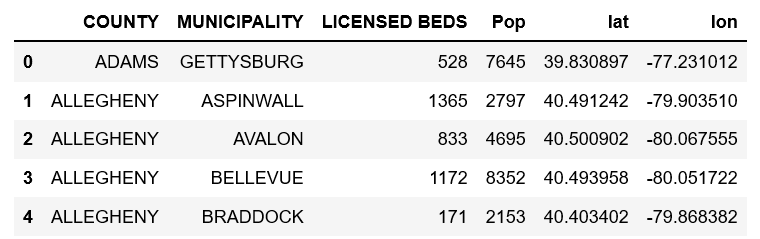 COUNTY MUNICIPALITY LICENSED BEDS Pop lat lon
0 ADAMS GETTYSBURG 528 7645 39.830897 -77.231012
1 ALLEGHENY ASPINWALL 1365 2797 40.491242 -79.903510
2 ALLEGHENY AVALON 833 4695 40.500902 -80.067555
3 ALLEGHENY BELLEVUE 1172 8352 40.493958 -80.051722
4 ALLEGHENY BRADDOCK 171 2153 40.403402 -79.868382